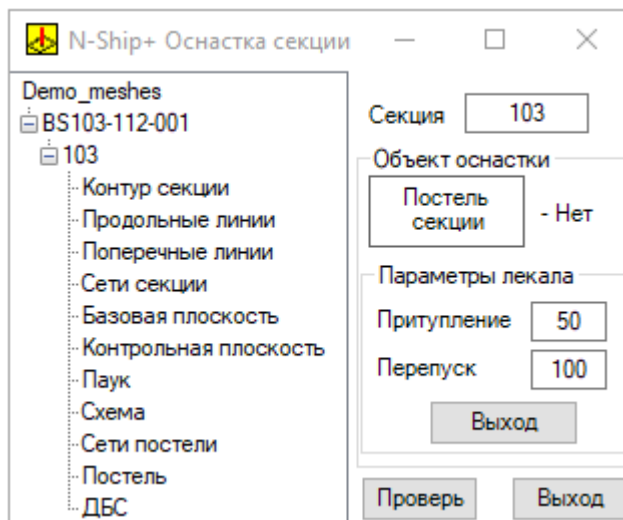 N-Ship+ Оснастка секции
Demo_meshes
BS103-112-001
103
Контур секции
Продольные линии
Поперечные линии
Сети секции
Базовая плоскость
Контрольная плоскость
Паук
Схема
Сети постели
Постель
ДБС
Секция 103
Объект оснастки
Постель
секции
- Нет
Параметры лекала
Притупление 50
Перепуск 100
Выход
Проверь Выход